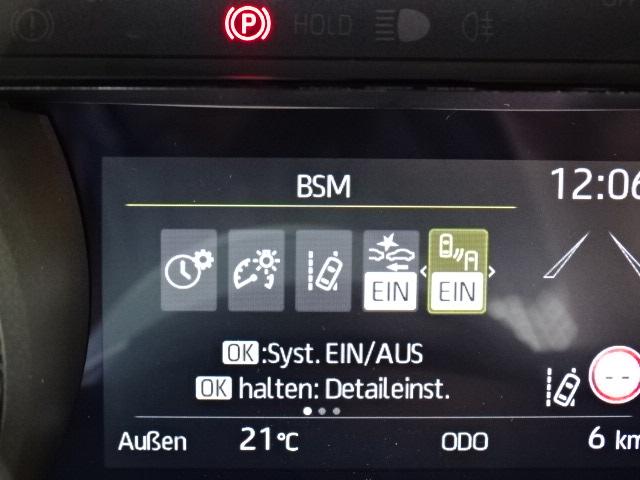 P HOLD
BSM
12:06
EIN EIN
OK :Syst. EIN/AUS
OK halten: Detaileinst.
--
Außen 21°C ODO 6 km